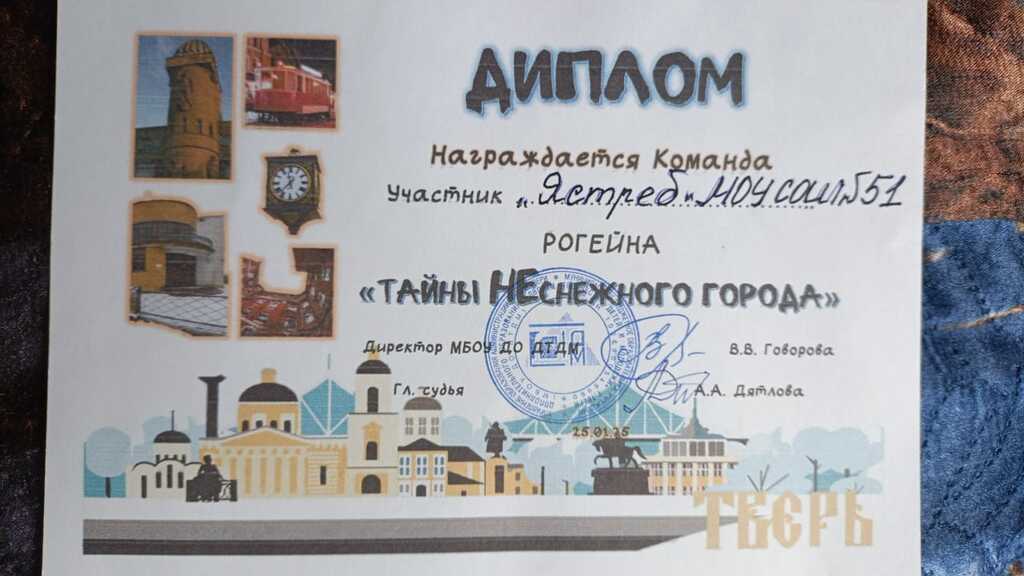 ДИПЛОМ
Награждается Команда
Участник „Ястреб" МОУ СОШ №51
РОГЕЙНА
«ТАЙНЫ НЕСНЕЖНОГО ГОРОДА»
Директор МБОУ ДО ДТДМ В.В. Говорова
Гл. судья А.А. Дятлова
25.01.25
ТВЕРЬ